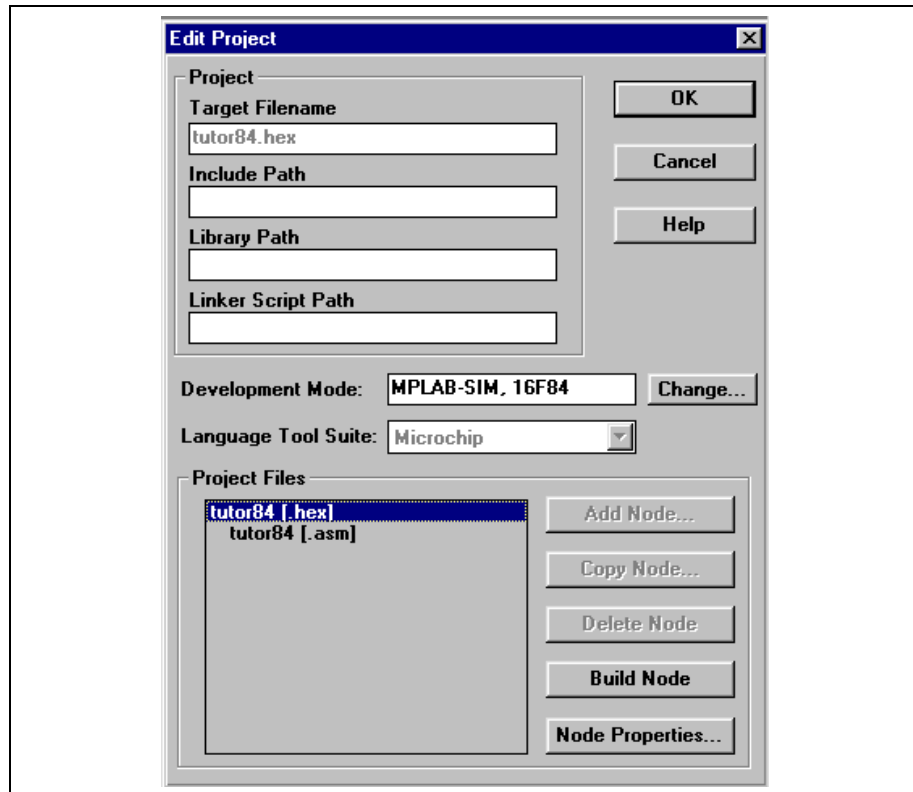 Edit Project
Project
OK
Target Filename
tutor84.hex
Cancel
Include Path
Help
Library Path
Linker Script Path
Development Mode: MPLAB-SIM, 16F84 Change...
Language Tool Suite: Microchip
Project Files
tutor84 [.hex]
Add Node...
tutor84 [.asm]
Copy Node...
Delete Node
Build Node
Node Properties...